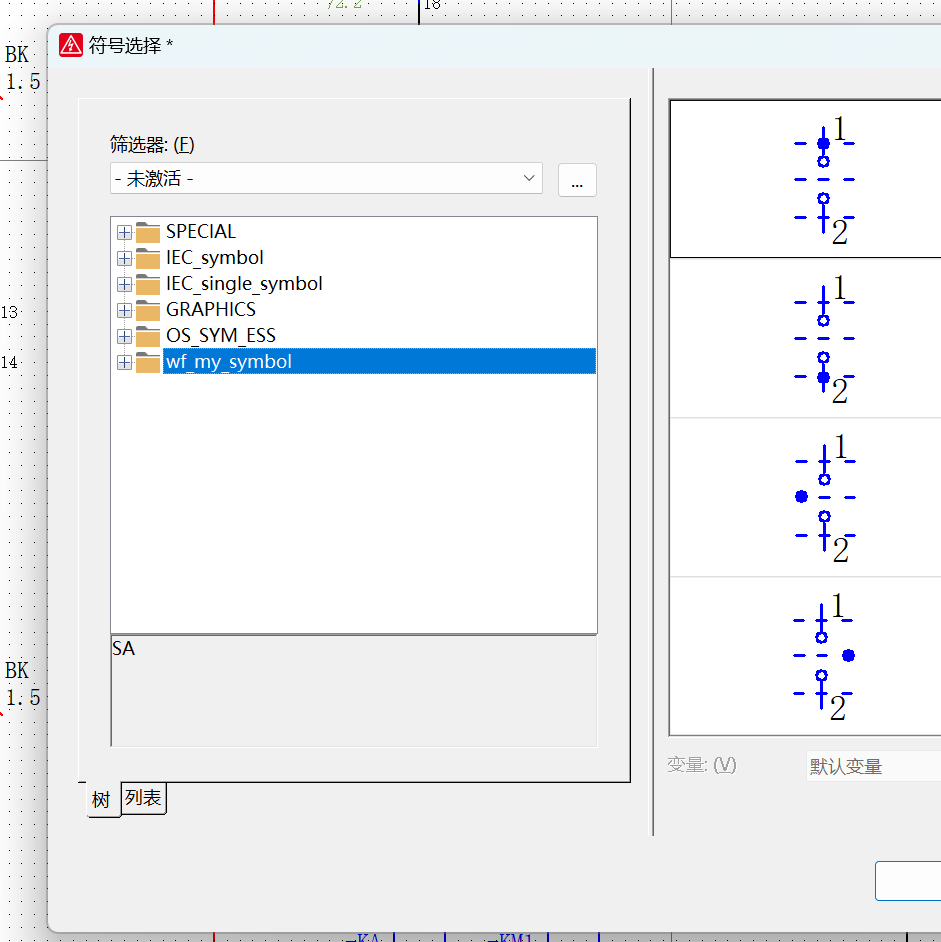 72.2
18
BK
1.5
符号选择 *
筛选器: (F)
- 未激活 -
...
SPECIAL
IEC_symbol
IEC_single_symbol
GRAPHICS
OS_SYM_ESS
wf_my_symbol
13
14
SA
BK
1.5
树
列表
1
2
1
2
1
2
1
2
变量: (V)
默认变量
-KA
-KM1